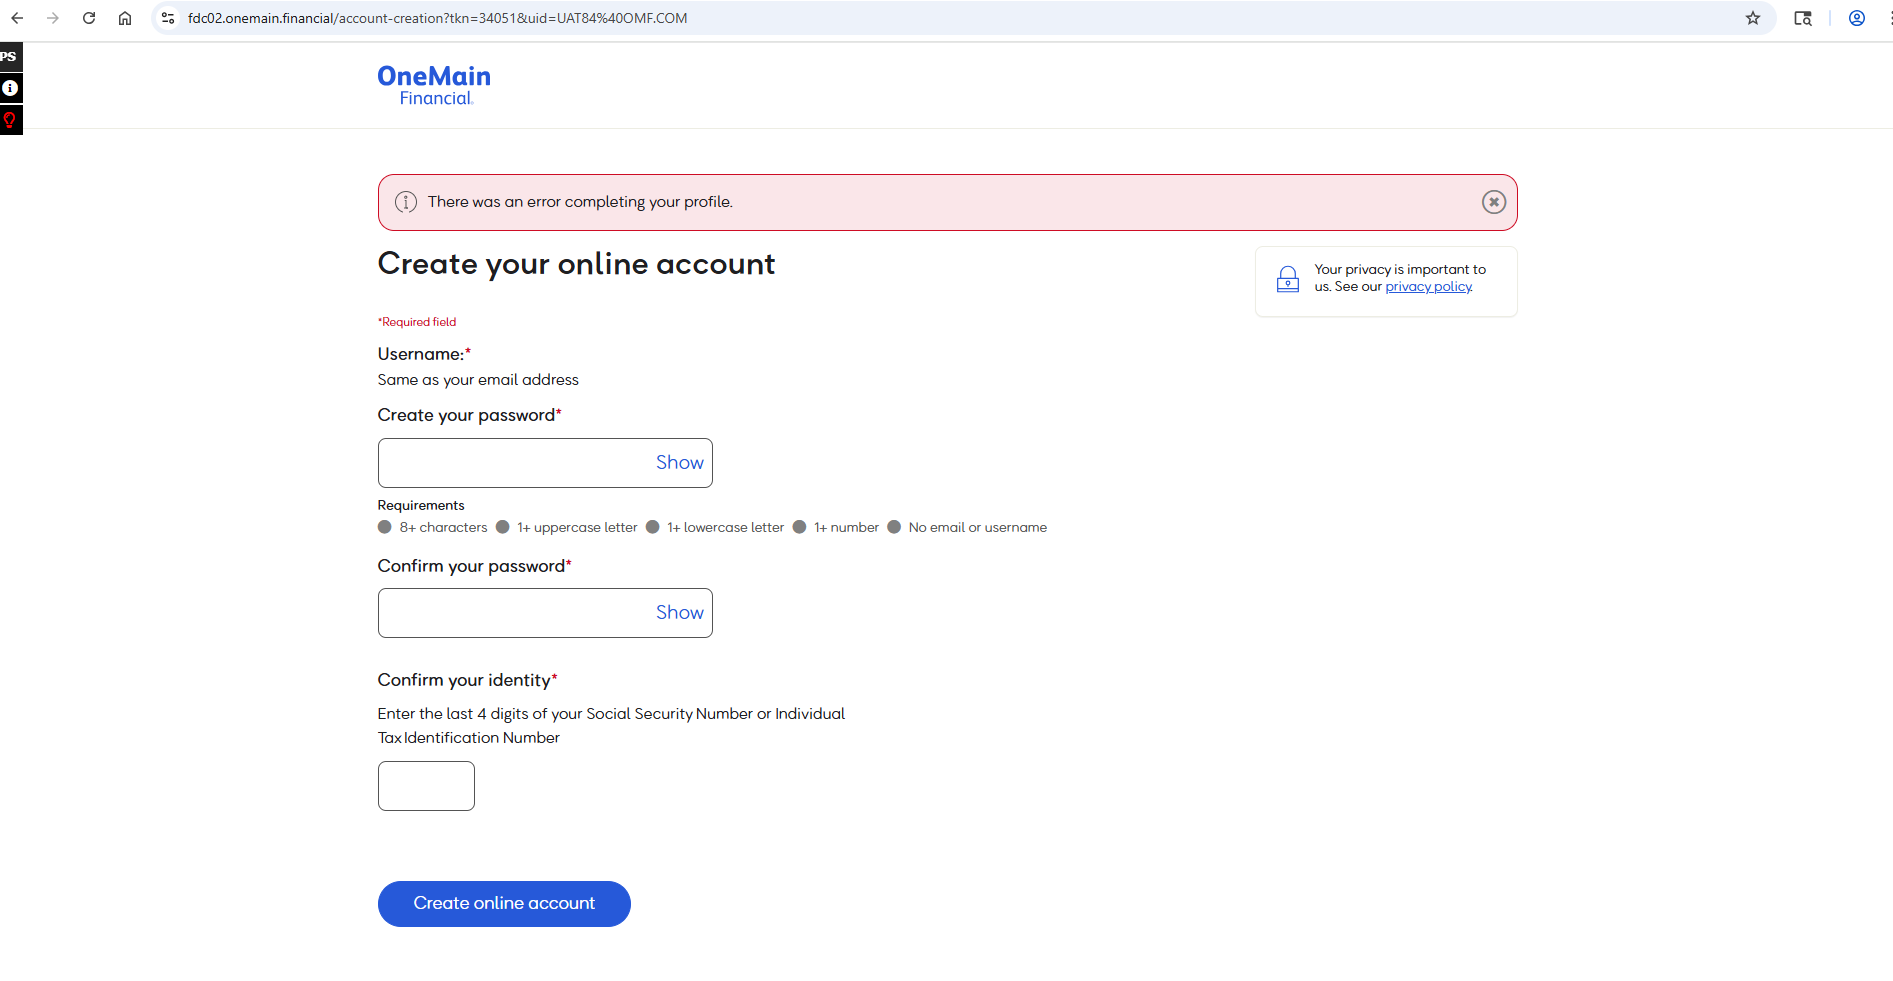 fdc02.onemain.financial/account-creation?tkn=34051&uid=UAT84%40OMF.COM
PS
OneMain
Financial.
There was an error completing your profile.
Create your online account
Your privacy is important to
us. See our privacy policy.
*Required field
Username:*
Same as your email address
Create your password*
Show
Requirements
8+ characters 1+ uppercase letter 1+ lowercase letter 1+ number No email or username
Confirm your password*
Show
Confirm your identity*
Enter the last 4 digits of your Social Security Number or Individual
Tax Identification Number
Create online account